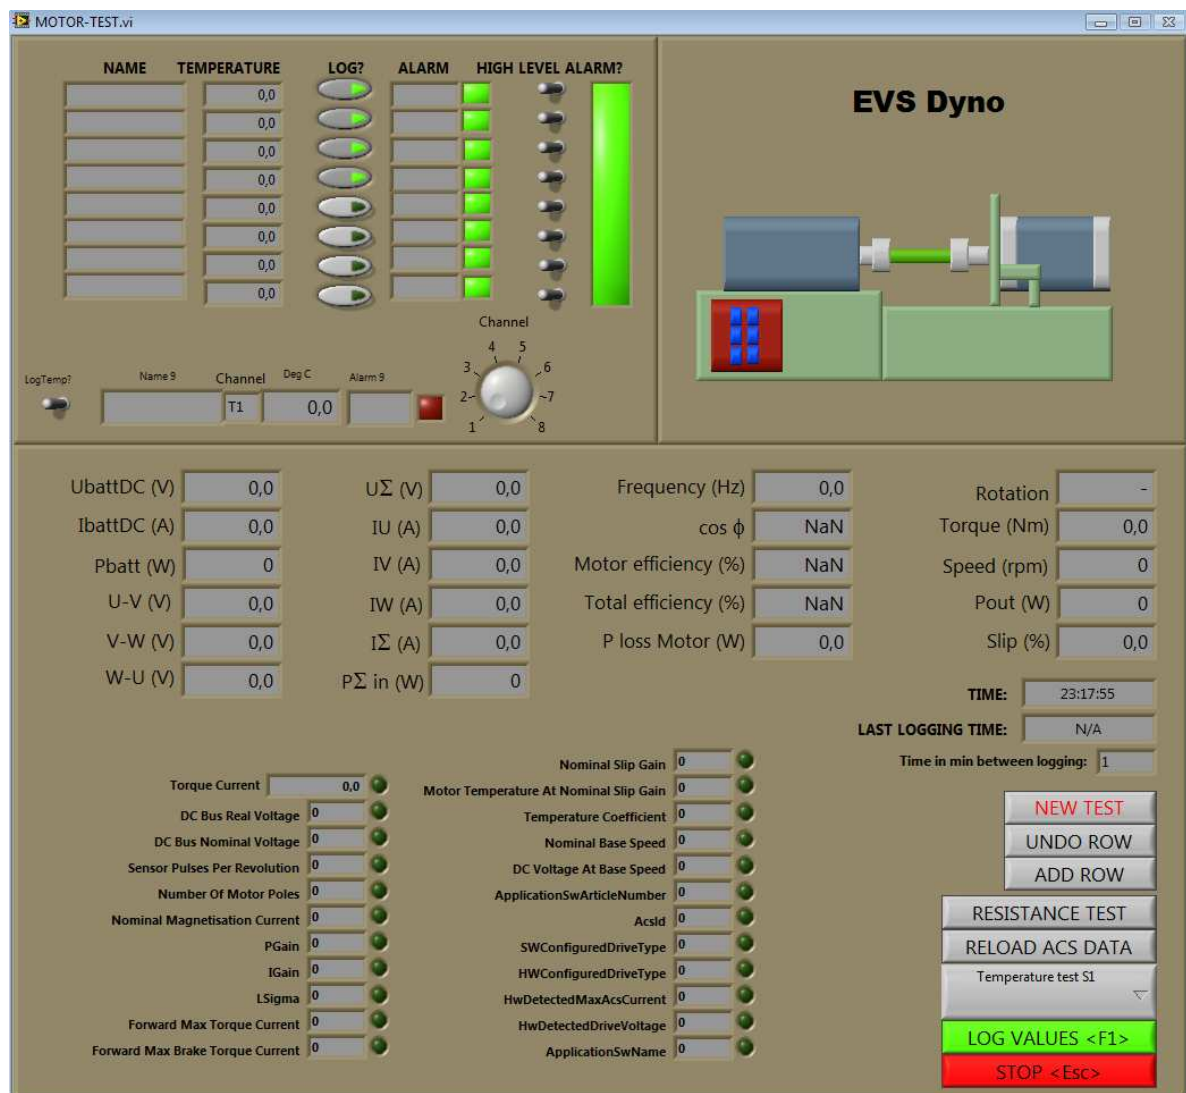 MOTOR-TEST.vi
NAME TEMPERATURE LOG? ALARM HIGH LEVEL ALARM?
0,0
0,0
0,0
0,0
0,0
0,0
0,0
0,0
EVS Dyno
Channel
1 2 3 4 5 6 7 8
LogTemp? Name 9 Channel Deg C Alarm 9
T1 0,0
UbattDC (V) 0,0
IbattDC (A) 0,0
Pbatt (W) 0
U-V (V) 0,0
V-W (V) 0,0
W-U (V) 0,0
UΣ (V) 0,0
IU (A) 0,0
IV (A) 0,0
IW (A) 0,0
IΣ (A) 0,0
PΣ in (W) 0
Frequency (Hz) 0,0
cos ϕ NaN
Motor efficiency (%) NaN
Total efficiency (%) NaN
P loss Motor (W) 0,0
Rotation -
Torque (Nm) 0,0
Speed (rpm) 0
Pout (W) 0
Slip (%) 0,0
TIME: 23:17:55
LAST LOGGING TIME: N/A
Time in min between logging: 1
Torque Current 0,0
DC Bus Real Voltage 0
DC Bus Nominal Voltage 0
Sensor Pulses Per Revolution 0
Number Of Motor Poles 0
Nominal Magnetisation Current 0
PGain 0
IGain 0
LSigma 0
Forward Max Torque Current 0
Forward Max Brake Torque Current 0
Nominal Slip Gain 0
Motor Temperature At Nominal Slip Gain 0
Temperature Coefficient 0
Nominal Base Speed 0
DC Voltage At Base Speed 0
ApplicationSwArticleNumber 0
AcsId 0
SWConfiguredDriveType 0
HWConfiguredDriveType 0
HwDetectedMaxAcsCurrent 0
HwDetectedDriveVoltage 0
ApplicationSwName 0
NEW TEST
UNDO ROW
ADD ROW
RESISTANCE TEST
RELOAD ACS DATA
Temperature test S1
LOG VALUES <F1>
STOP <Esc>